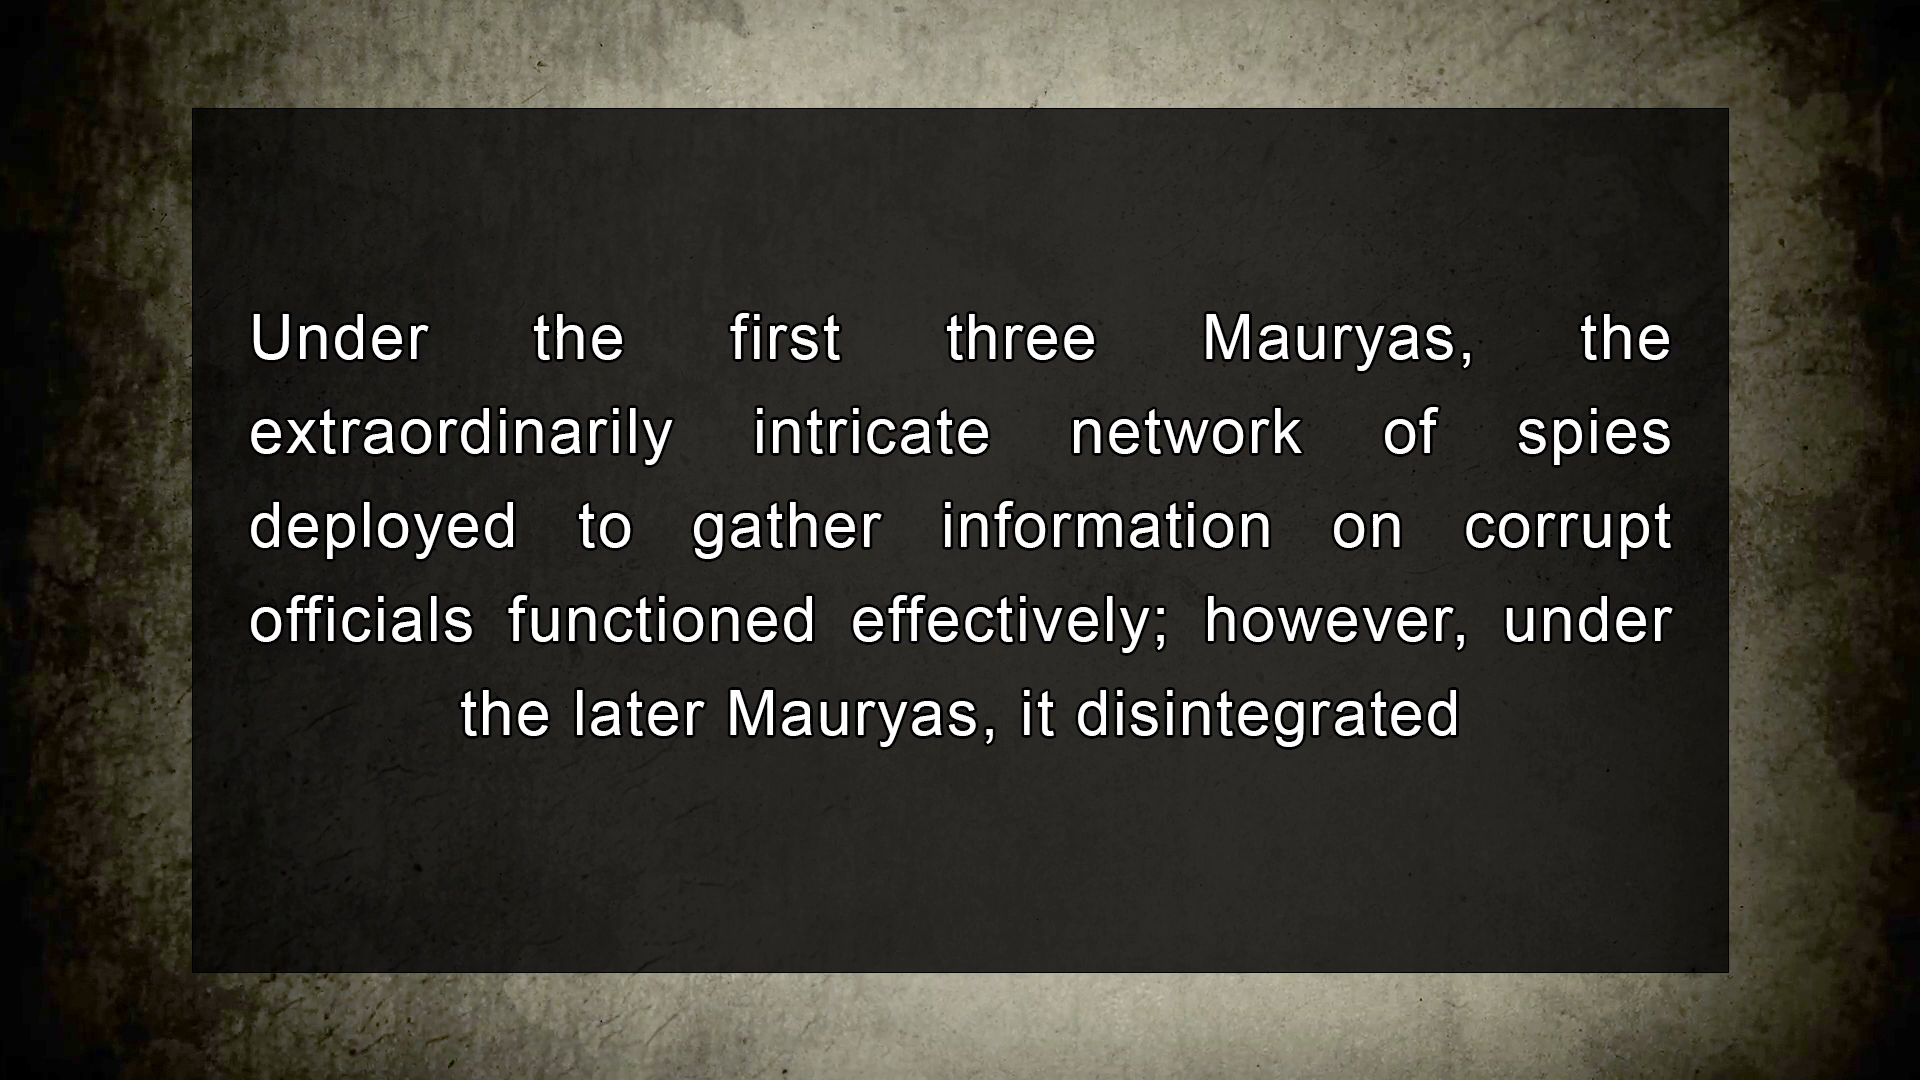 Under the first three Mauryas, the
extraordinarily intricate network of spies
deployed to gather information on corrupt
officials functioned effectively; however, under
the later Mauryas, it disintegrated